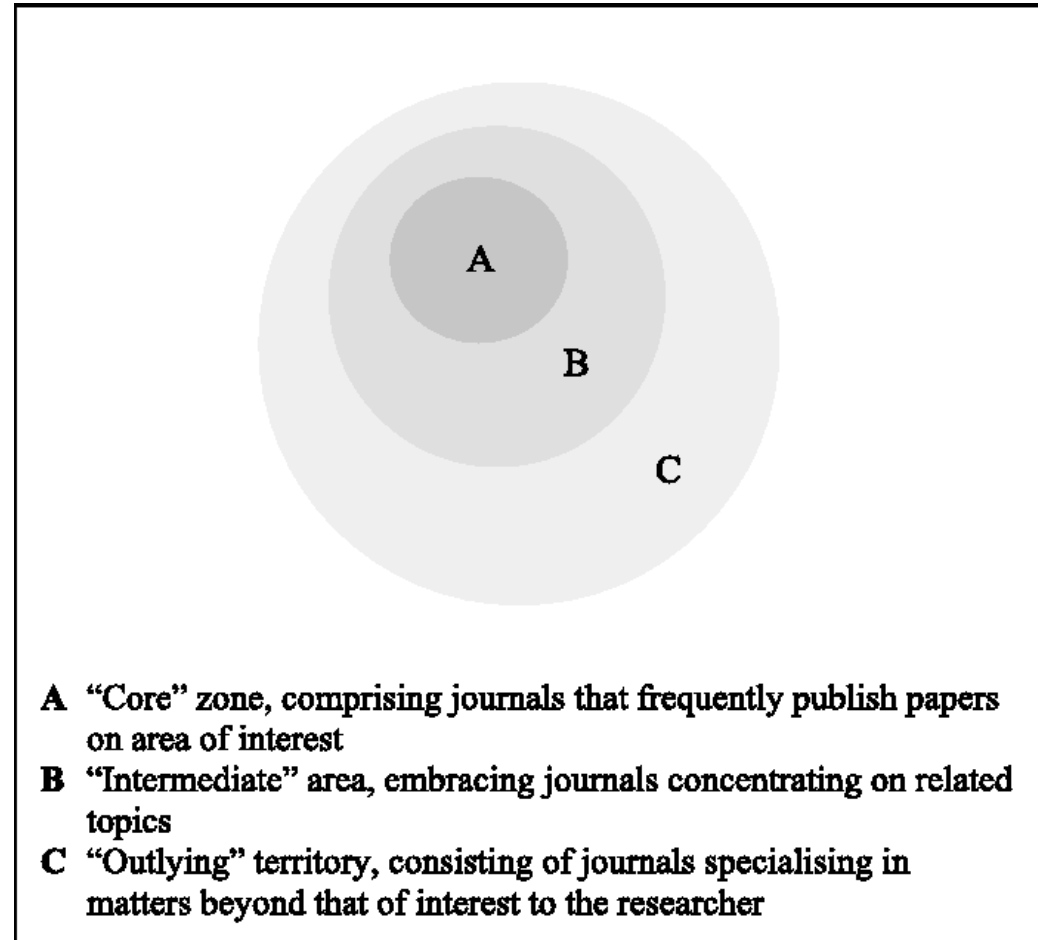 A
B
C
A “Core” zone, comprising journals that frequently publish papers
on area of interest
B “Intermediate” area, embracing journals concentrating on related
topics
C “Outlying” territory, consisting of journals specialising in
matters beyond that of interest to the researcher